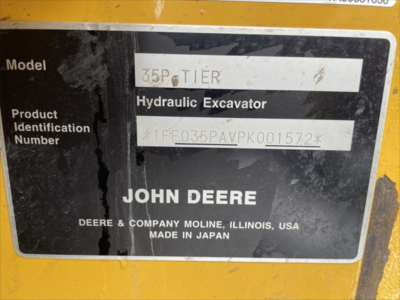 Model 35P-TIER
Hydraulic Excavator
Product
Identification
Number *1FF035PAVPK001572*
JOHN DEERE
DEERE & COMPANY MOLINE, ILLINOIS, USA
MADE IN JAPAN